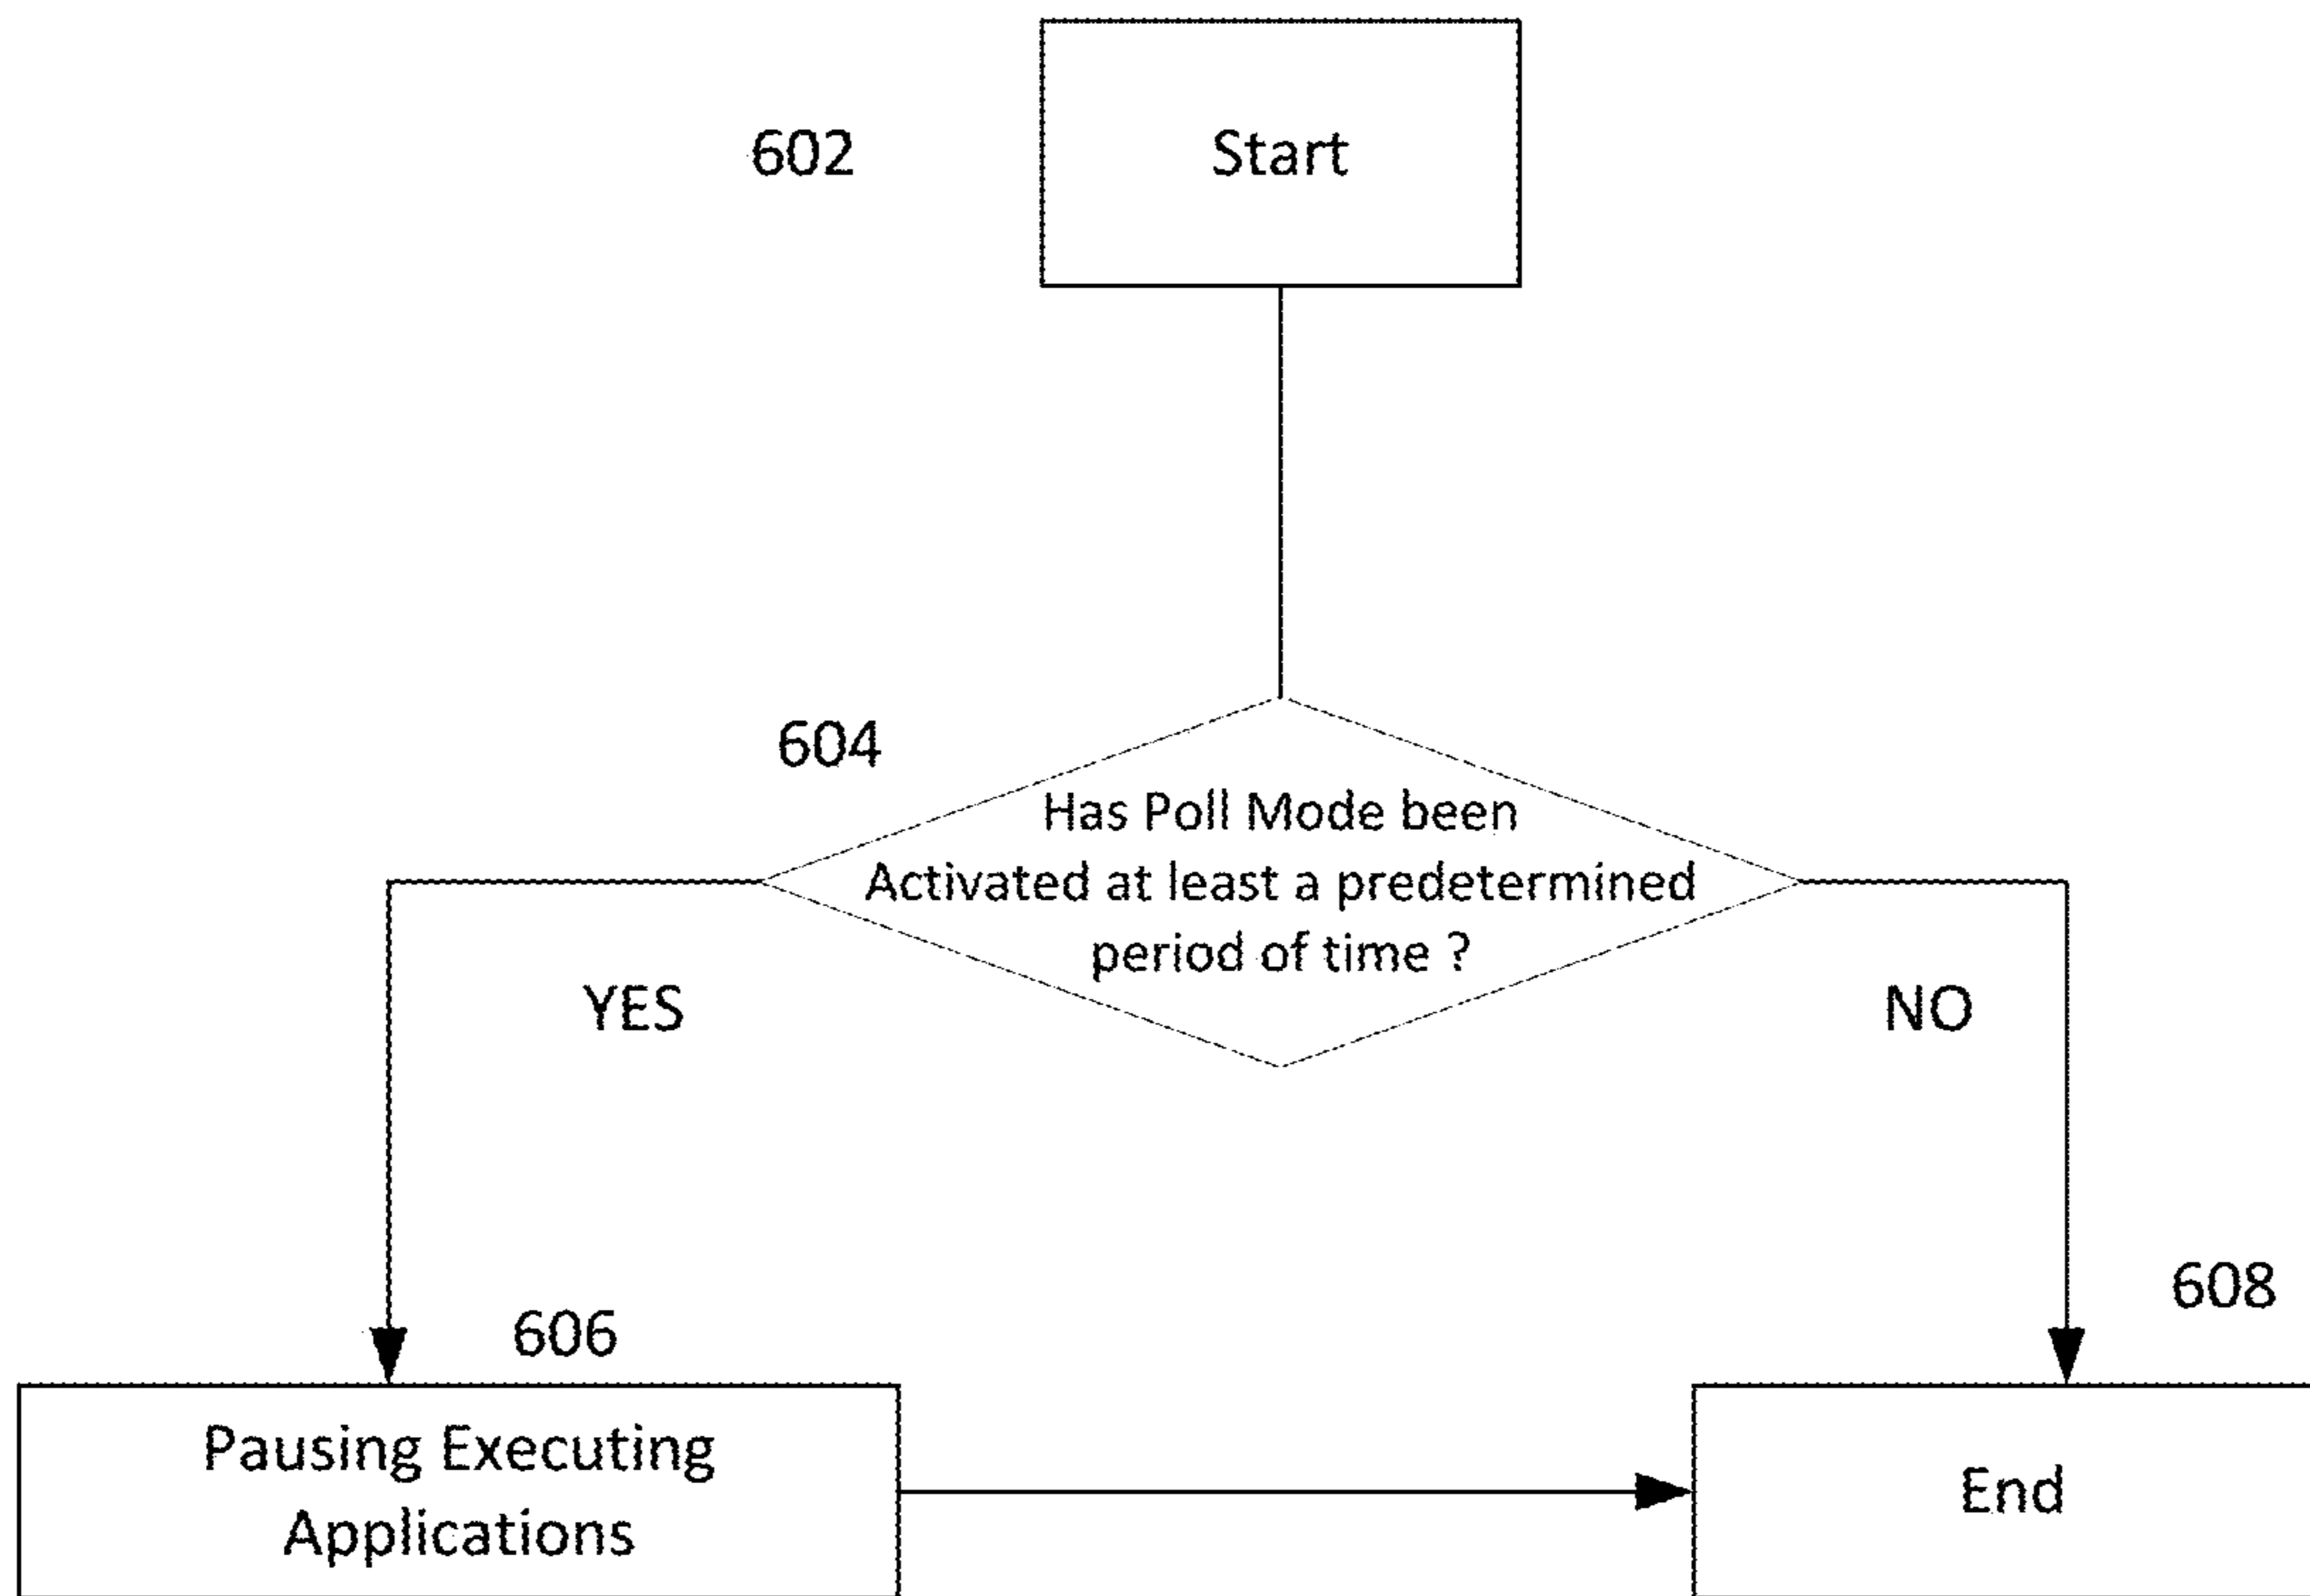 602
Start
604
Has Poll Mode been
Activated at least a predetermined
period of time ?
YES
NO
606
608
Pausing Executing
Applications
End